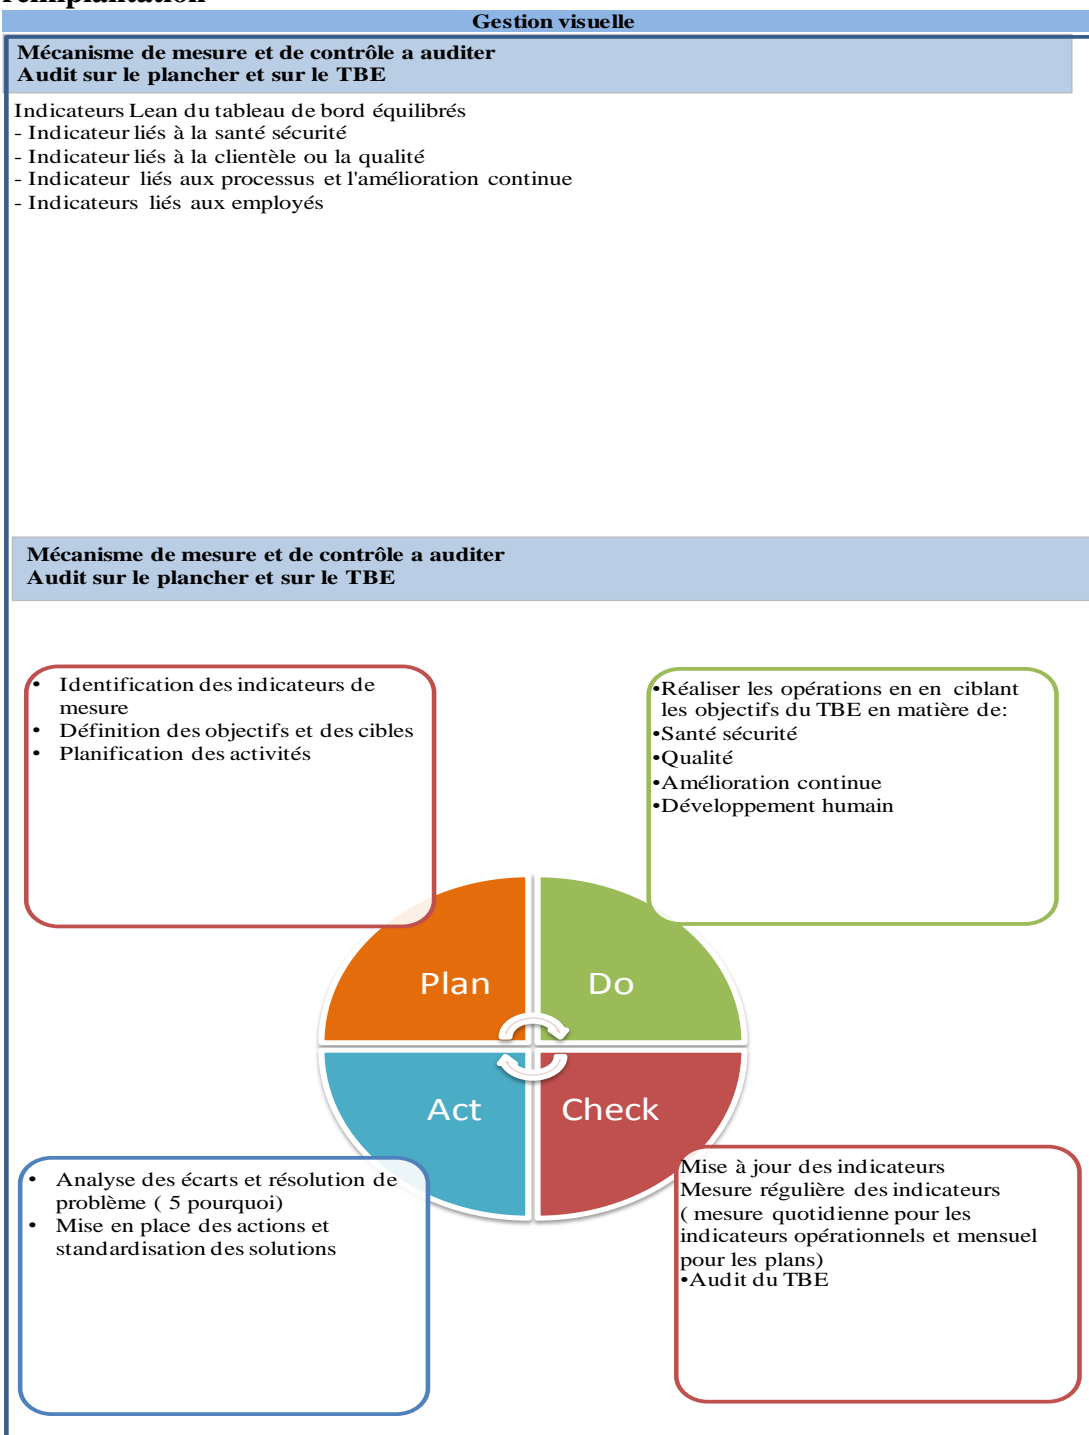 Gestion visuelle
Mécanisme de mesure et de contrôle a auditer
Audit sur le plancher et sur le TBE
Indicateurs Lean du tableau de bord équilibrés
- Indicateur liés à la santé sécurité
- Indicateur liés à la clientèle ou la qualité
- Indicateur liés aux processus et l'amélioration continue
- Indicateurs liés aux employés
Mécanisme de mesure et de contrôle a auditer
Audit sur le plancher et sur le TBE
• Identification des indicateurs de
mesure
• Définition des objectifs et des cibles
• Planification des activités
•Réaliser les opérations en en ciblant
les objectifs du TBE en matière de:
•Santé sécurité
•Qualité
•Amélioration continue
•Développement humain
Plan
Do
Act
Check
• Analyse des écarts et résolution de
problème ( 5 pourquoi)
• Mise en place des actions et
standardisation des solutions
Mise à jour des indicateurs
Mesure régulière des indicateurs
( mesure quotidienne pour les
indicateurs opérationnels et mensuel
pour les plans)
•Audit du TBE